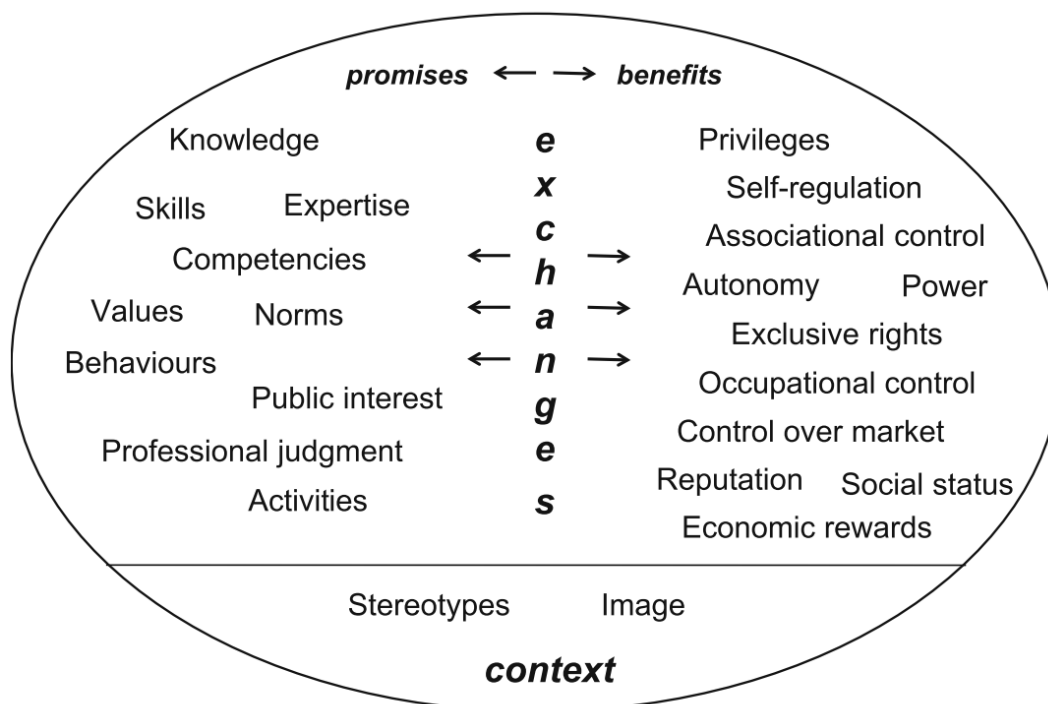 promises ← → benefits
Knowledge
Skills
Expertise
Competencies
Values
Norms
Behaviours
Public interest
Professional judgment
Activities
exchanges
Privileges
Self-regulation
Associational control
Autonomy
Power
Exclusive rights
Occupational control
Control over market
Reputation
Social status
Economic rewards
Stereotypes
Image
context